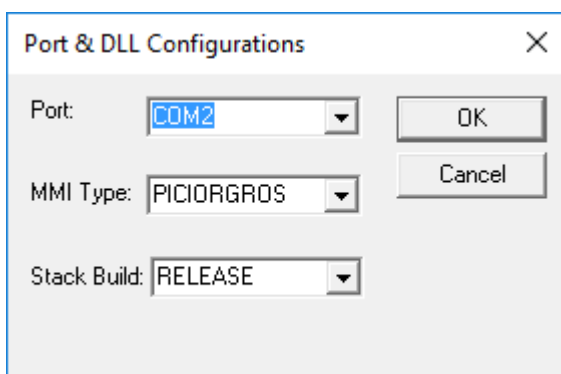 Port & DLL Configurations
Port: COM2 OK
Cancel
MMI Type: PICIORGROS
Stack Build: RELEASE